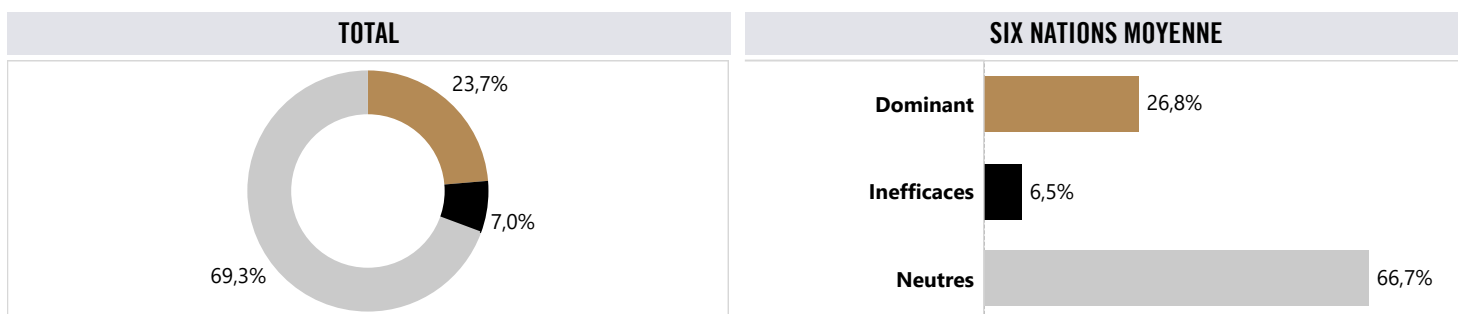 TOTAL
23,7%
7,0%
69,3%
SIX NATIONS MOYENNE
Dominant 26,8%
Inefficaces 6,5%
Neutres 66,7%